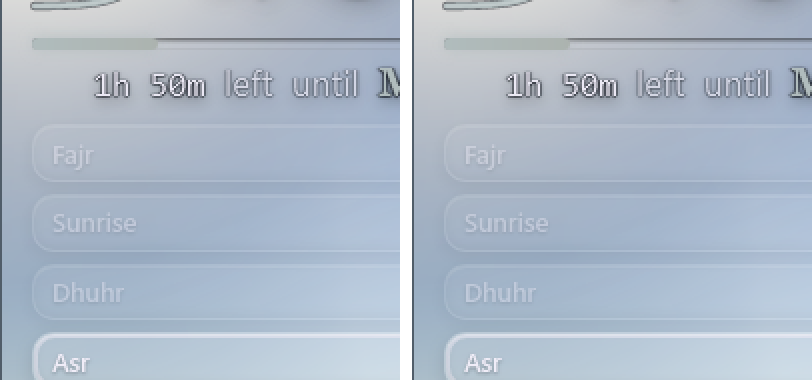 1h 50m left until
Fajr
Sunrise
Dhuhr
Asr
1h 50m left until
Fajr
Sunrise
Dhuhr
Asr